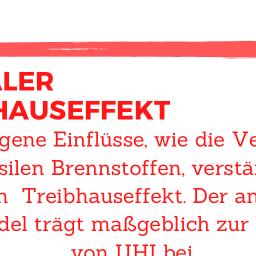 ALER
HAUSEFFEKT
gene Einflüsse, wie die Ve
silen Brennstoffen, verstä
n Treibhauseffekt. Der an
del trägt maßgeblich zur
von UHI bei